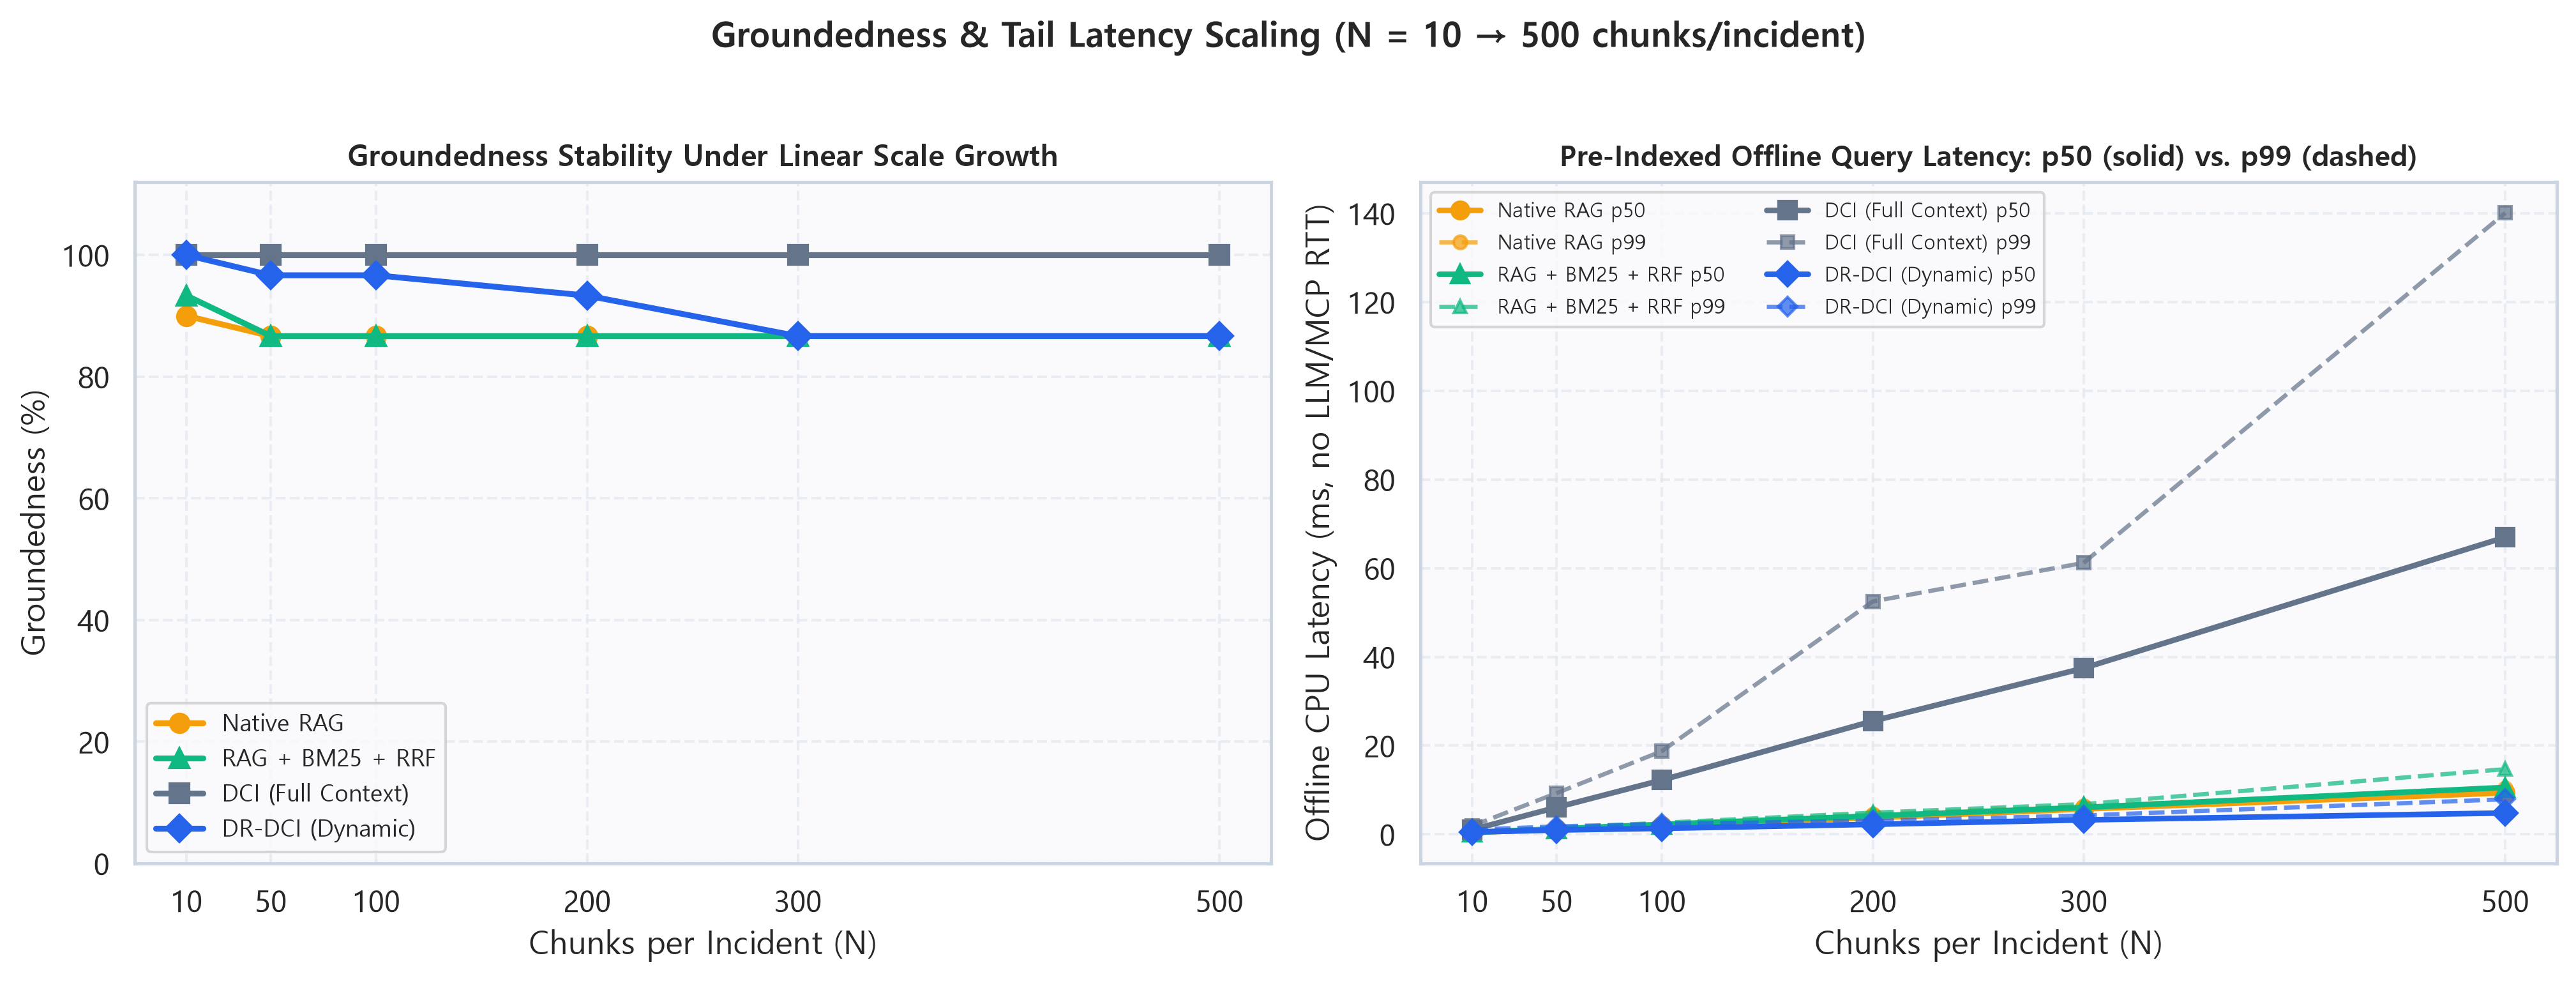 Groundedness & Tail Latency Scaling (N = 10 → 500 chunks/incident)
Groundedness Stability Under Linear Scale Growth
Groundedness (%)
100
80
60
40
20
0
Native RAG
RAG + BM25 + RRF
DCI (Full Context)
DR-DCI (Dynamic)
10 50 100 200 300 500
Chunks per Incident (N)
Pre-Indexed Offline Query Latency: p50 (solid) vs. p99 (dashed)
Offline CPU Latency (ms, no LLM/MCP RTT)
140
120
100
80
60
40
20
0
Native RAG p50
Native RAG p99
RAG + BM25 + RRF p50
RAG + BM25 + RRF p99
DCI (Full Context) p50
DCI (Full Context) p99
DR-DCI (Dynamic) p50
DR-DCI (Dynamic) p99
10 50 100 200 300 500
Chunks per Incident (N)